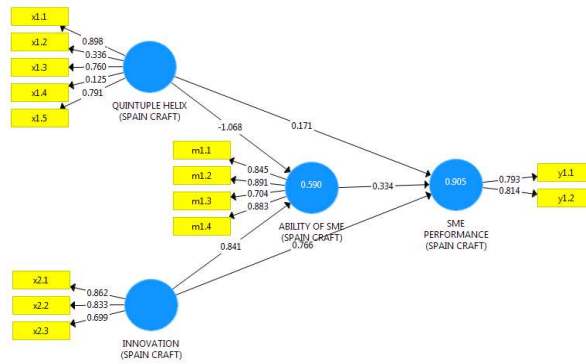 x1.1
x1.2
x1.3
x1.4
x1.5
0.898
0.336
0.760
0.125
0.791
QUINTUPLE HELIX
(SPAIN CRAFT)
-1.068
0.171
m1.1
m1.2
m1.3
m1.4
0.845
0.891
0.704
0.883
0.590
ABILITY OF SME
(SPAIN CRAFT)
0.334
0.905
SME
PERFORMANCE
(SPAIN CRAFT)
0.793
0.814
y1.1
y1.2
0.841
0.766
x2.1
x2.2
x2.3
0.862
0.833
0.699
INNOVATION
(SPAIN CRAFT)